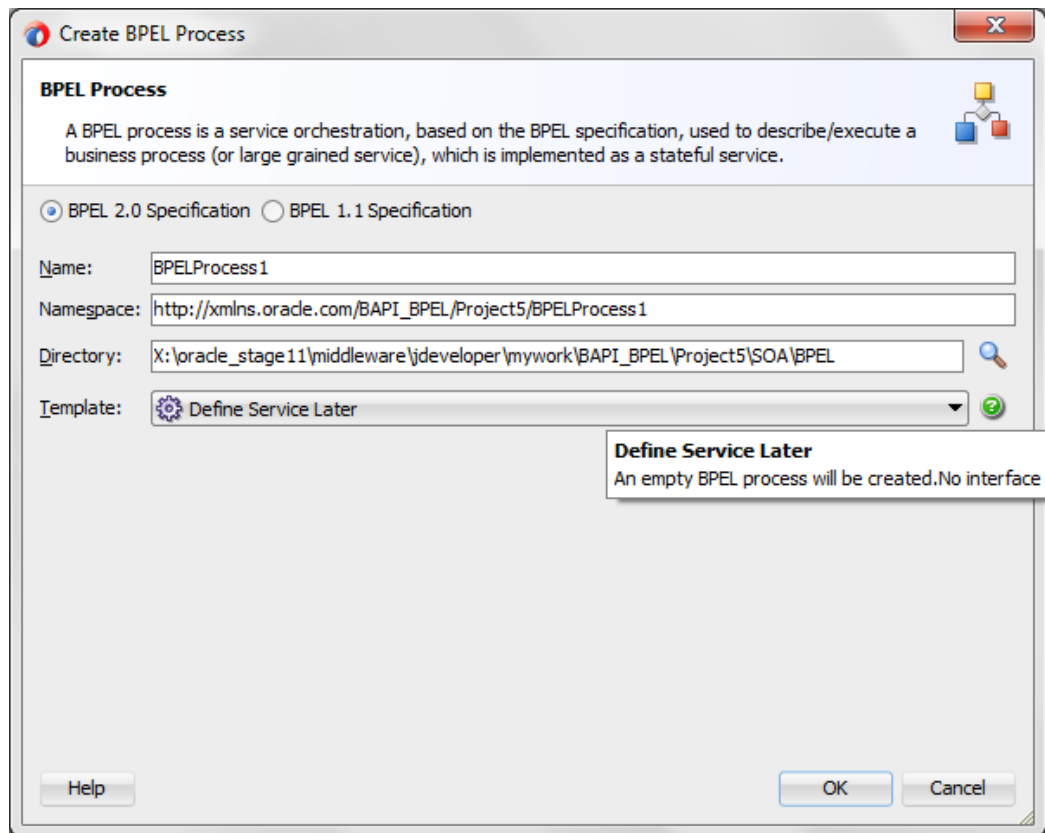 Create BPEL Process
BPEL Process
A BPEL process is a service orchestration, based on the BPEL specification, used to describe/execute a
business process (or large grained service), which is implemented as a stateful service.
BPEL 2.0 Specification BPEL 1.1 Specification
Name: BPELProcess1
Namespace: http://xmlns.oracle.com/BAPI_BPEL/Project5/BPELProcess1
Directory: X:\oracle_stage11\middleware\jdeveloper\mywork\BAPI_BPEL\Project5\SOA\BPEL
Template: Define Service Later
Define Service Later
An empty BPEL process will be created.No interface
Help OK Cancel